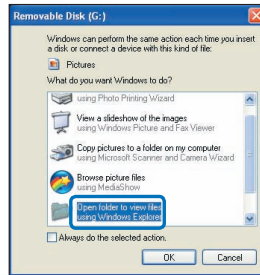 Removable Disk (G:)
Windows can perform the same action each time you insert
a disk or connect a device with this kind of file:
Pictures
What do you want Windows to do?
using Photo Printing Wizard
View a slideshow of the images
using Windows Picture and Fax Viewer
Copy pictures to a folder on my computer
using Microsoft Scanner and Camera Wizard
Browse picture files
using MediaShow
Open folder to view files
using Windows Explorer
Always do the selected action.
OK
Cancel